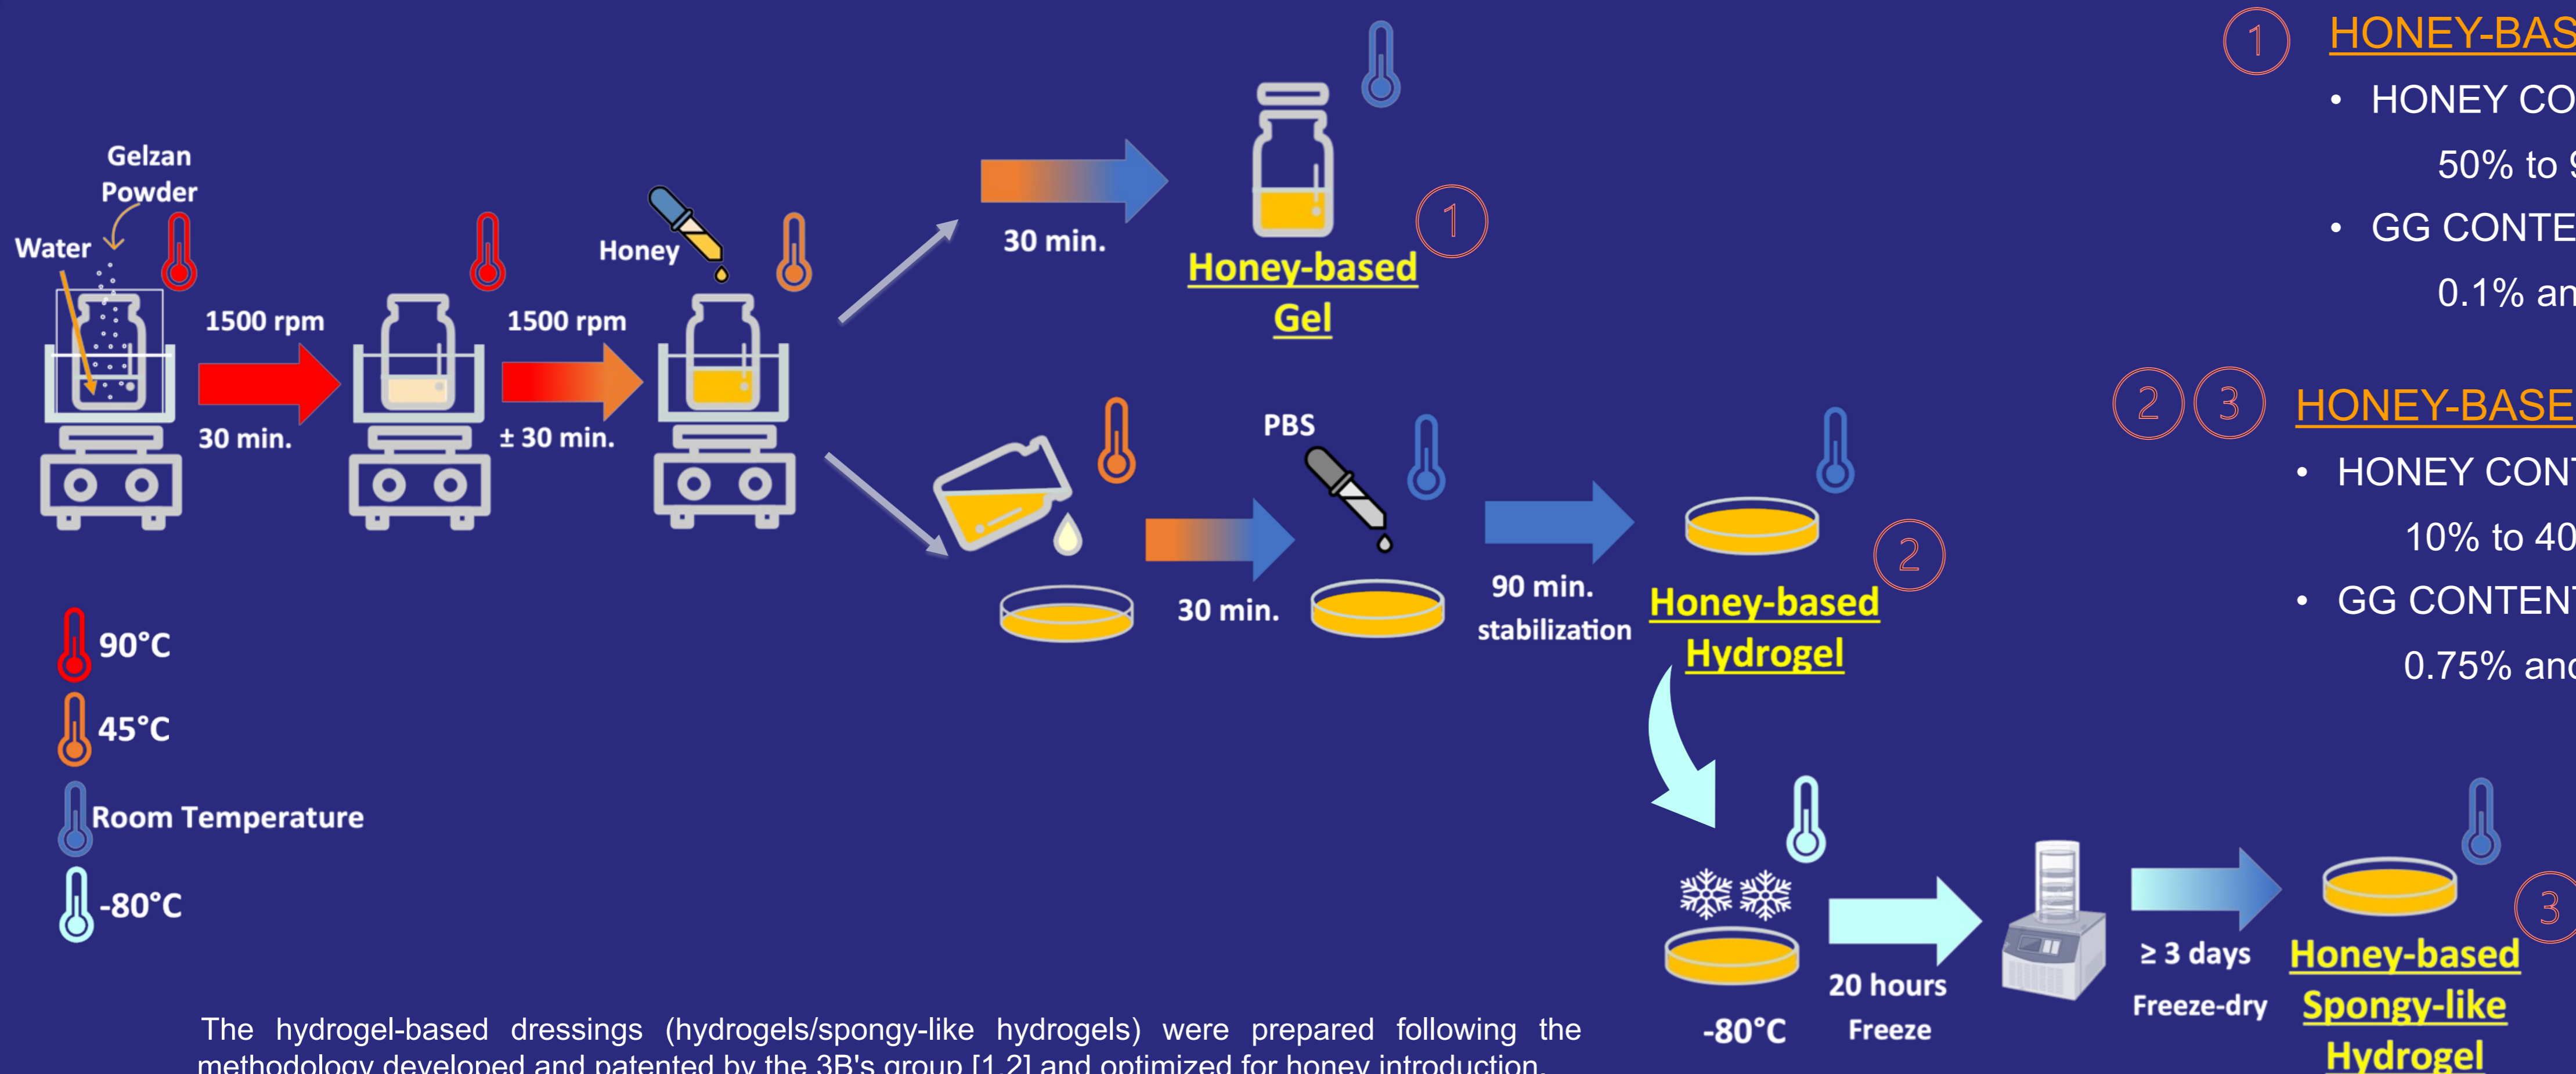 Gelzan
Powder
Water
1500 rpm
30 min.
1500 rpm
± 30 min.
Honey
30 min.
Honey-based
Gel
1
30 min.
PBS
90 min.
stabilization
Honey-based
Hydrogel
2
90°C
45°C
Room Temperature
-80°C
-80°C
20 hours
Freeze
≥ 3 days
Freeze-dry
Honey-based
Spongy-like
Hydrogel
3
1 HONEY-BAS
• HONEY CO
50% to 9
• GG CONTE
0.1% an
2 3 HONEY-BASE
• HONEY CONT
10% to 40
• GG CONTENT
0.75% and
The hydrogel-based dressings (hydrogels/spongy-like hydrogels) were prepared following the
methodology developed and patented by the 3B's group [1,2] and optimized for honey introduction.